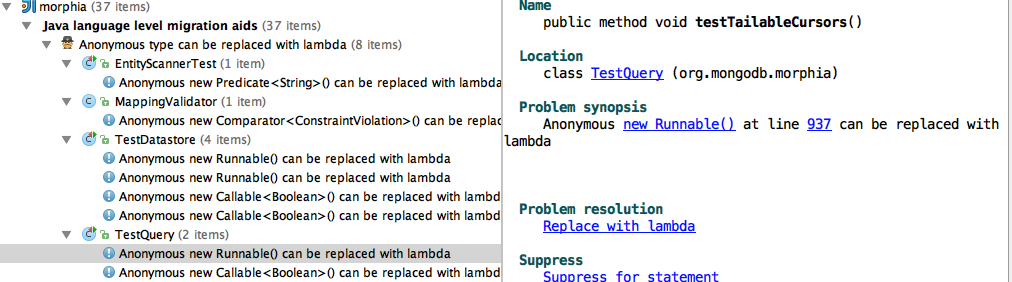 morphia (37 items)
Java language level migration aids (37 items)
Anonymous type can be replaced with lambda (8 items)
EntityScannerTest (1 item)
Anonymous new Predicate<String>() can be replaced with lambda
MappingValidator (1 item)
Anonymous new Comparator<ConstraintViolation>() can be replac
TestDatastore (4 items)
Anonymous new Runnable() can be replaced with lambda
Anonymous new Runnable() can be replaced with lambda
Anonymous new Callable<Boolean>() can be replaced with lambd
Anonymous new Callable<Boolean>() can be replaced with lambd
TestQuery (2 items)
Anonymous new Runnable() can be replaced with lambda
Anonymous new Callable<Boolean>() can be replaced with lambd
Name
public method void testTailableCursors()
Location
class TestQuery (org.mongodb.morphia)
Problem synopsis
Anonymous new Runnable() at line 937 can be replaced with
lambda
Problem resolution
Replace with lambda
Suppress
Suppress for statement